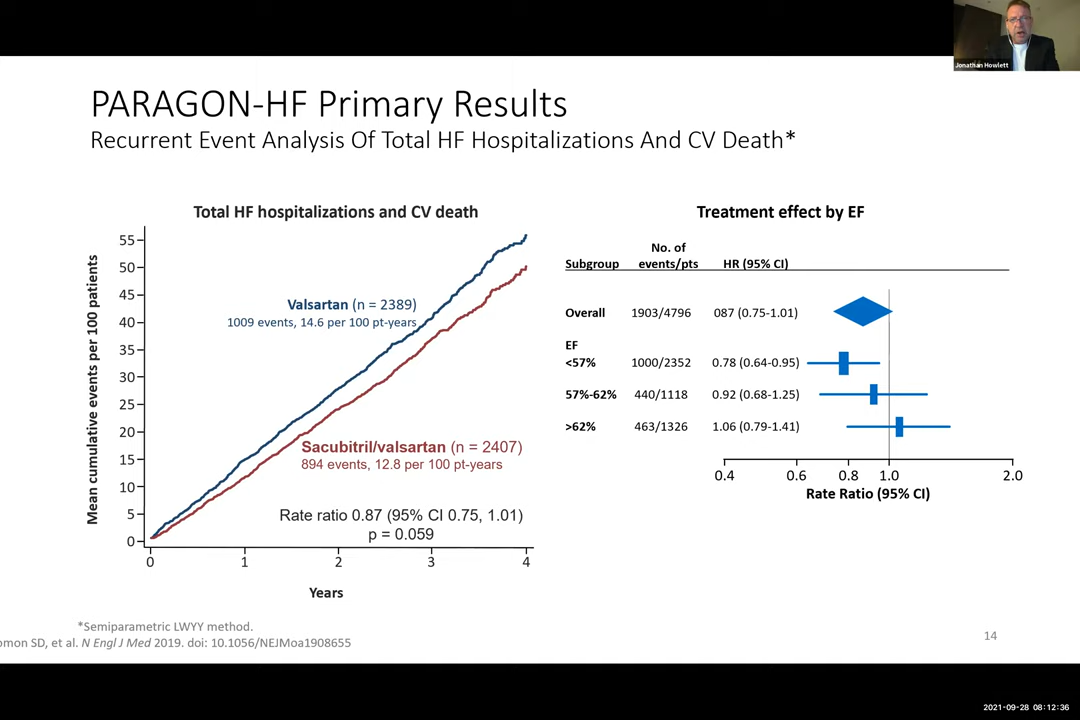 Jonathan Howlett
PARAGON-HF Primary Results
Recurrent Event Analysis Of Total HF Hospitalizations And CV Death*
Total HF hospitalizations and CV death
Mean cumulative events per 100 patients
55
50
45
40
35
30
25
20
15
10
5
0
Valsartan (n = 2389)
1009 events, 14.6 per 100 pt-years
Sacubitril/valsartan (n = 2407)
894 events, 12.8 per 100 pt-years
Rate ratio 0.87 (95% CI 0.75, 1.01)
p = 0.059
0 1 2 3 4
Years
Treatment effect by EF
No. of
Subgroup events/pts HR (95% CI)
Overall 1903/4796 087 (0.75-1.01)
EF
<57% 1000/2352 0.78 (0.64-0.95)
57%-62% 440/1118 0.92 (0.68-1.25)
>62% 463/1326 1.06 (0.79-1.41)
0.4 0.6 0.8 1.0 2.0
Rate Ratio (95% CI)
*Semiparametric LWYY method.
omon SD, et al. N Engl J Med 2019. doi: 10.1056/NEJMoa1908655
14
2021-09-28 08:12:36